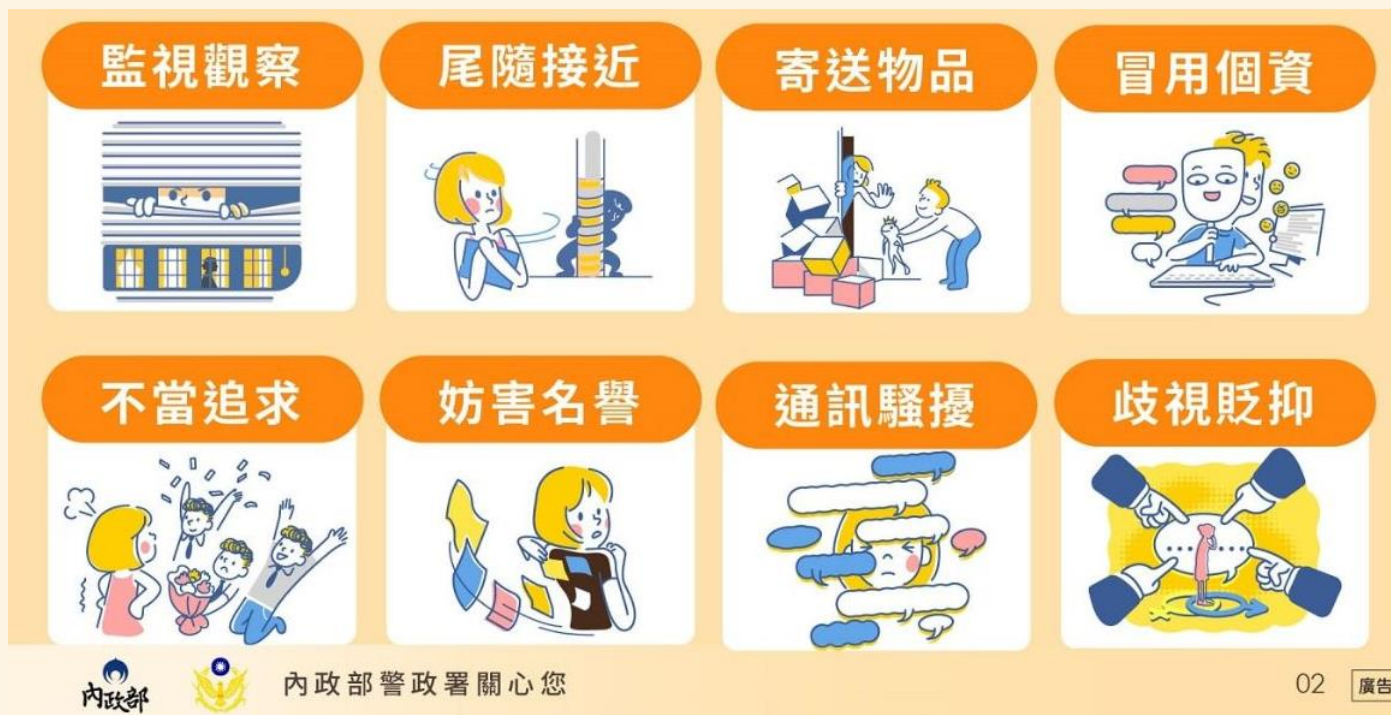 監視觀察
尾隨接近
寄送物品
冒用個資
不當追求
妨害名譽
通訊騷擾
歧視貶抑
內政部
內政部警政署關心您
02
廣告